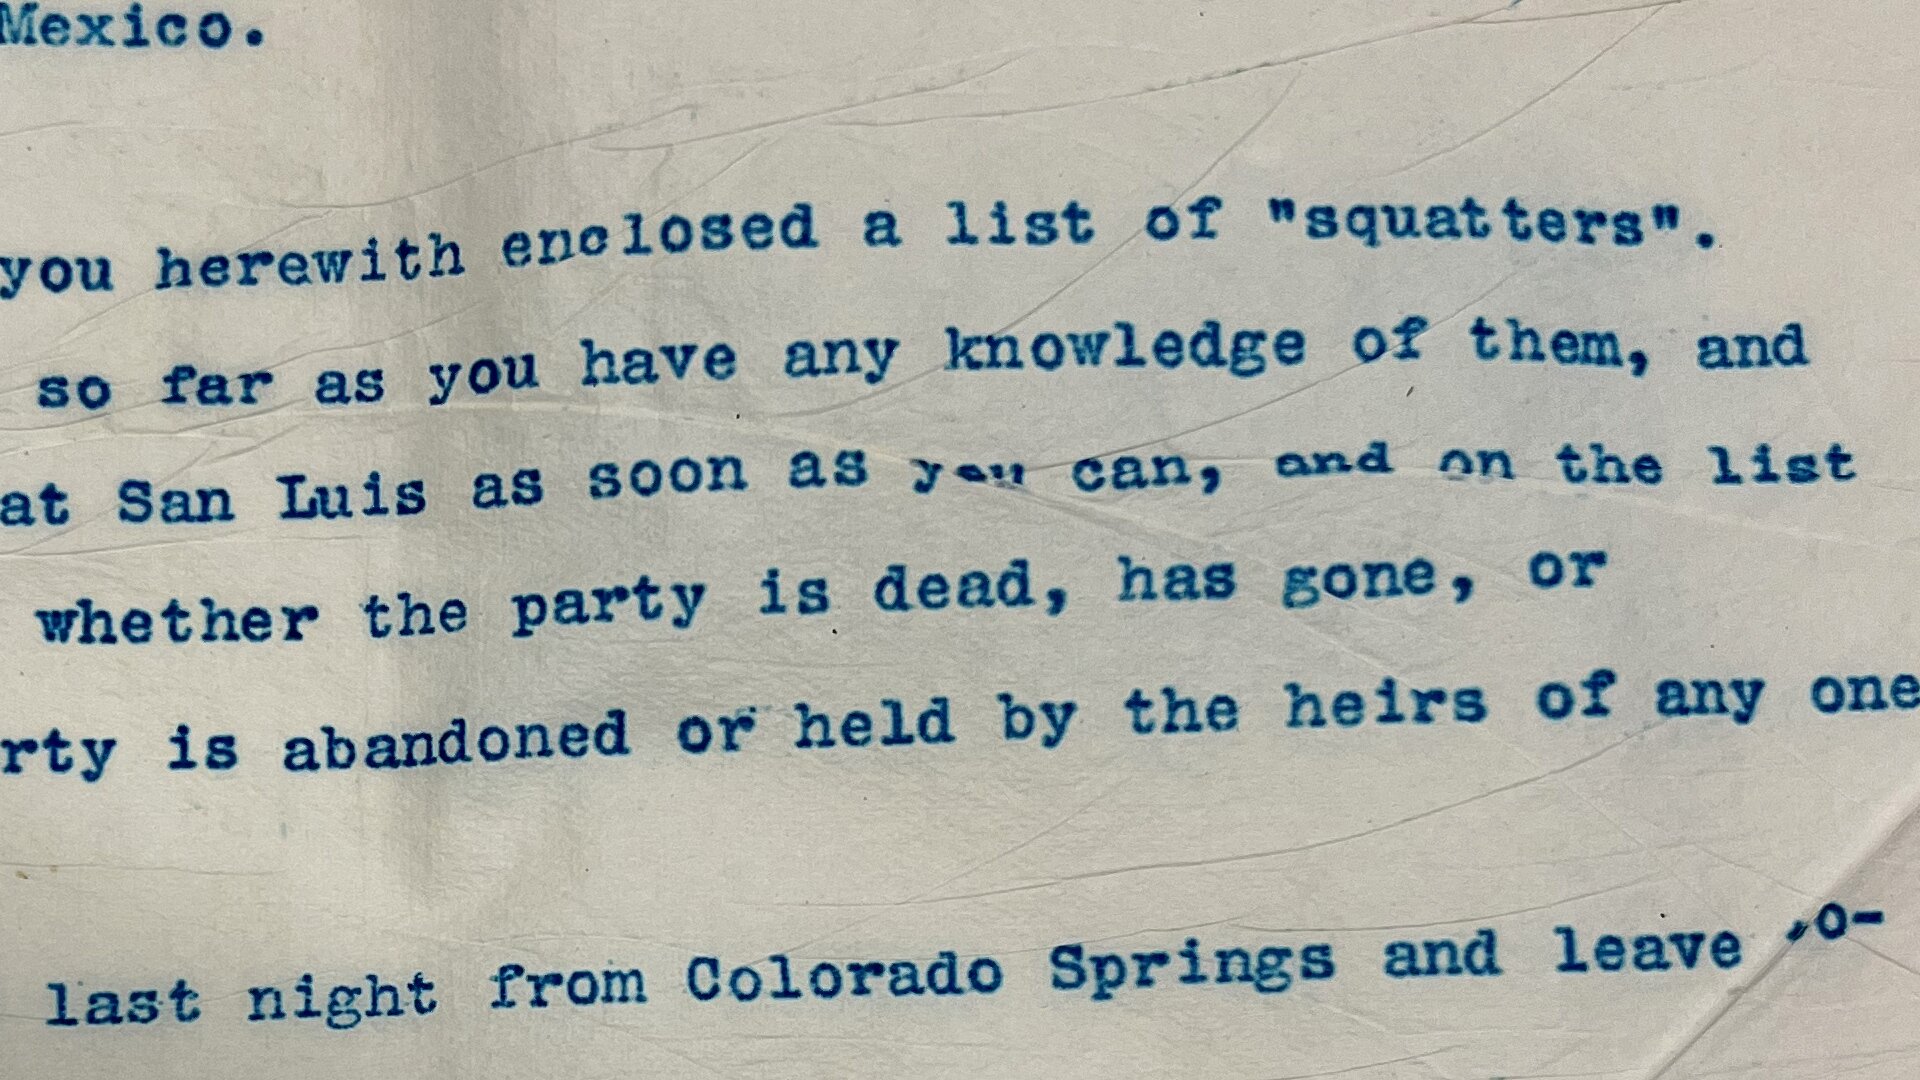 Mexico.
you herewith enclosed a list of "squatters".
so far as you have any knowledge of them, and
at San Luis as soon as you can, and on the list
whether the party is dead, has gone, or
rty is abandoned or held by the heirs of any one
last night from Colorado Springs and leave